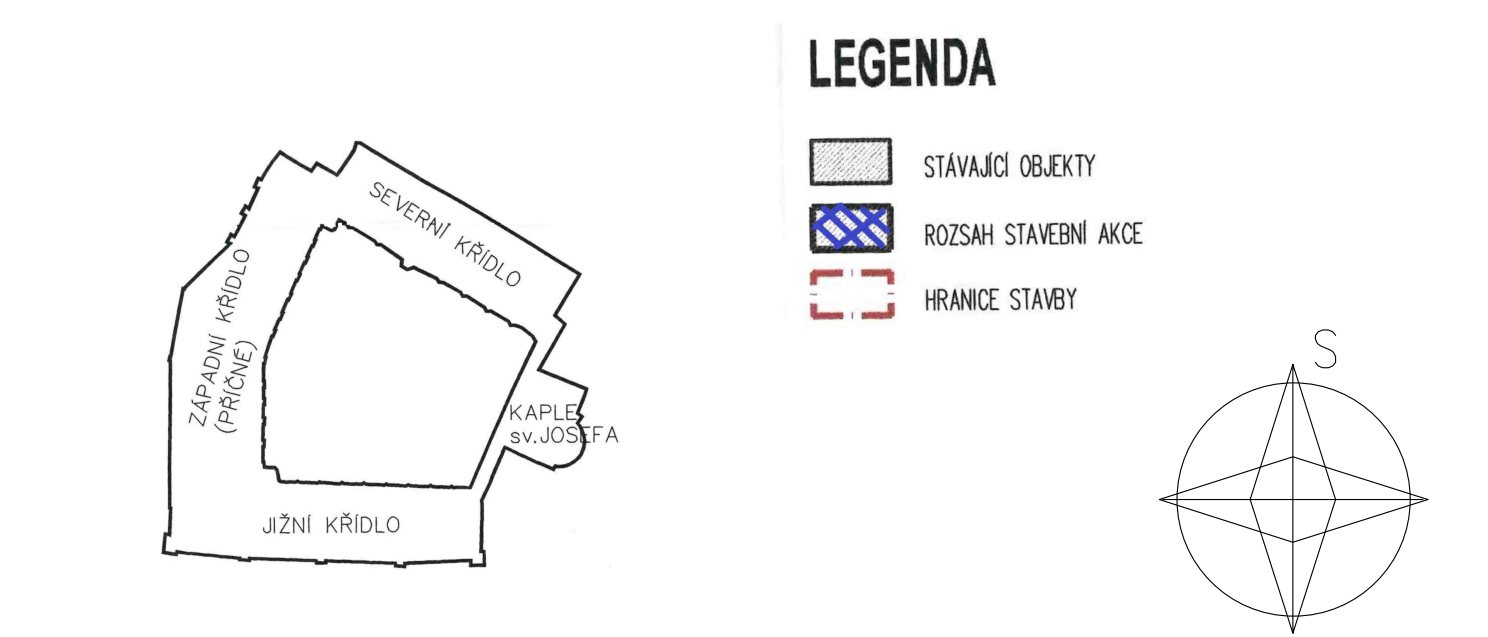 LEGENDA
STÁVAJÍCÍ OBJEKTY
ROZSAH STAVEBNÍ AKCE
HRANICE STAVBY
SEVERNÍ KŘÍDLO
ZÁPADNÍ KŘÍDLO
(PŘÍČNÉ)
KAPLE
sv.JOSEFA
JIŽNÍ KŘÍDLO
S